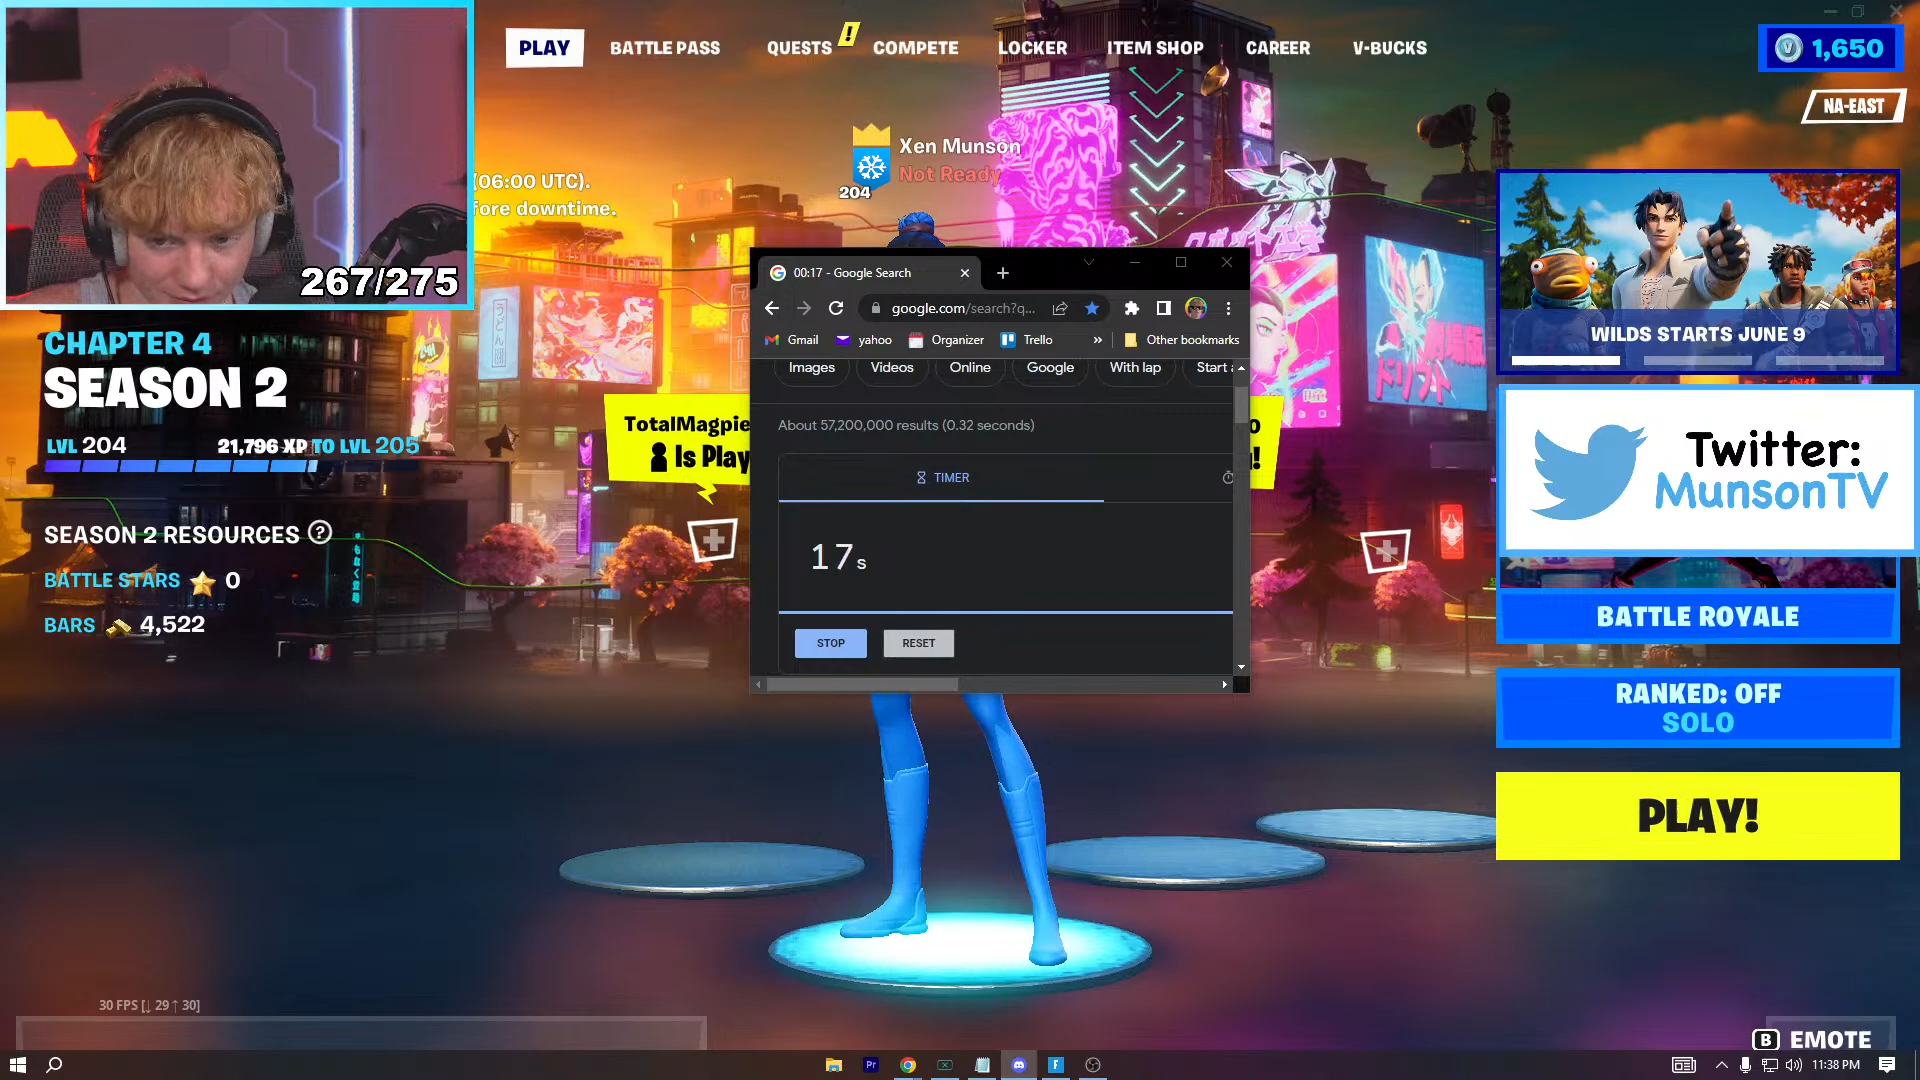 PLAY
BATTLE PASS
QUESTS
!
COMPETE
LOCKER
ITEM SHOP
CAREER
V-BUCKS
1,650
NA-EAST
267/275
(06:00 UTC).
fore downtime.
Xen Munson
Not Ready
204
CHAPTER 4
SEASON 2
LVL 204
21,796 XP TO LVL 205
SEASON 2 RESOURCES ?
BATTLE STARS 0
BARS 4,522
TotalMagpie
Is Play
!
00:17 - Google Search
google.com/search?q...
Gmail
yahoo
Organizer
Trello
»
Other bookmarks
Images
Videos
Online
Google
With lap
Start
About 57,200,000 results (0.32 seconds)
TIMER
17s
STOP
RESET
WILDS STARTS JUNE 9
Twitter:
MunsonTV
BATTLE ROYALE
RANKED: OFF
SOLO
PLAY!
30 FPS [↓ 29 ↑ 30]
B EMOTE
Pr
11:38 PM